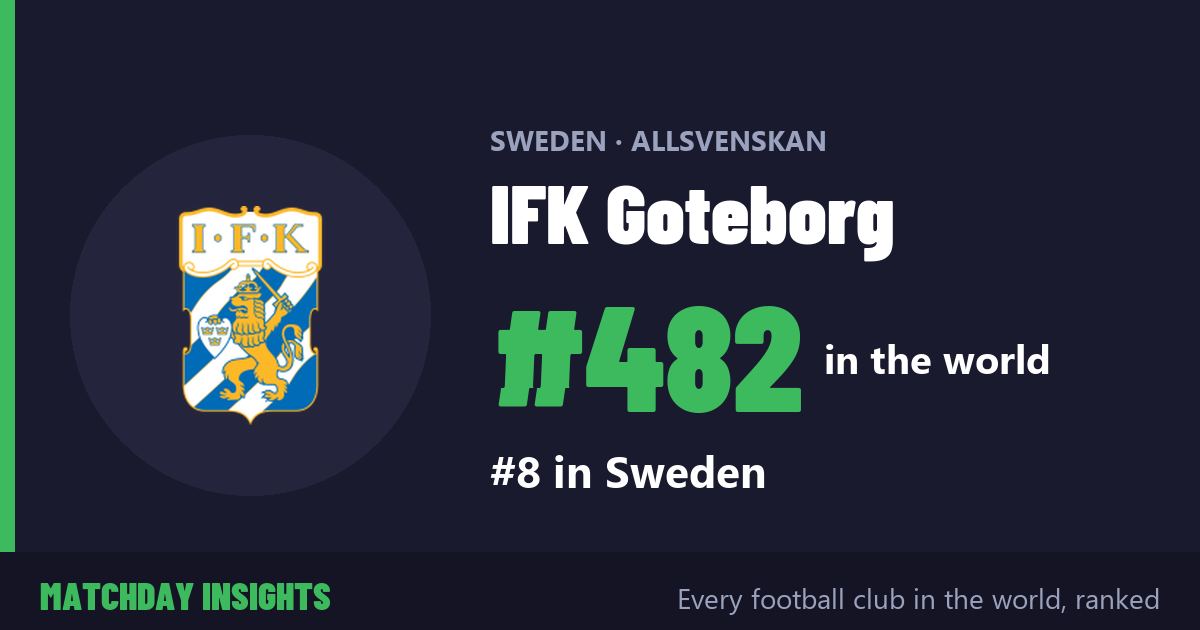 SWEDEN · ALLSVENSKAN
I·F·K
IFK Goteborg
#482 in the world
#8 in Sweden
MATCHDAY INSIGHTS
Every football club in the world, ranked